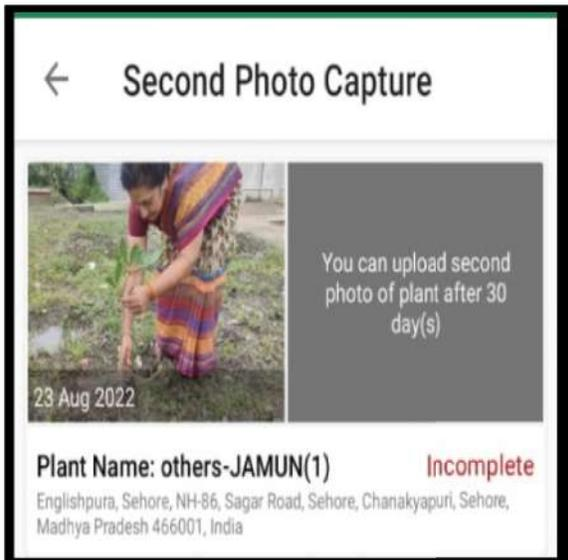 Second Photo Capture
You can upload second
photo of plant after 30
day(s)
23 Aug 2022
Plant Name: others-JAMUN(1)
Incomplete
Englishpura, Sehore, NH-86, Sagar Road, Sehore, Chanakyapuri, Sehore,
Madhya Pradesh 466001, India